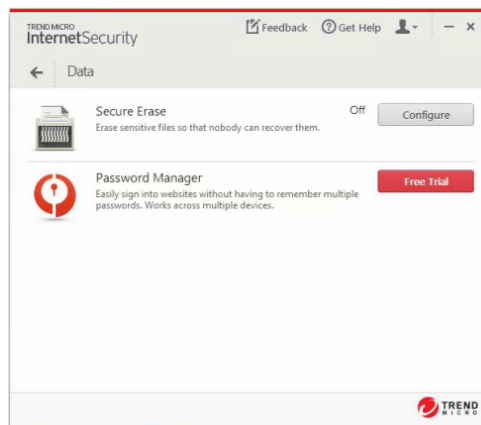 TREND MICRO
InternetSecurity
Feedback
Get Help
Data
Secure Erase
Off
Configure
Erase sensitive files so that nobody can recover them.
Password Manager
Free Trial
Easily sign into websites without having to remember multiple
passwords. Works across multiple devices.
TREND
MICRO